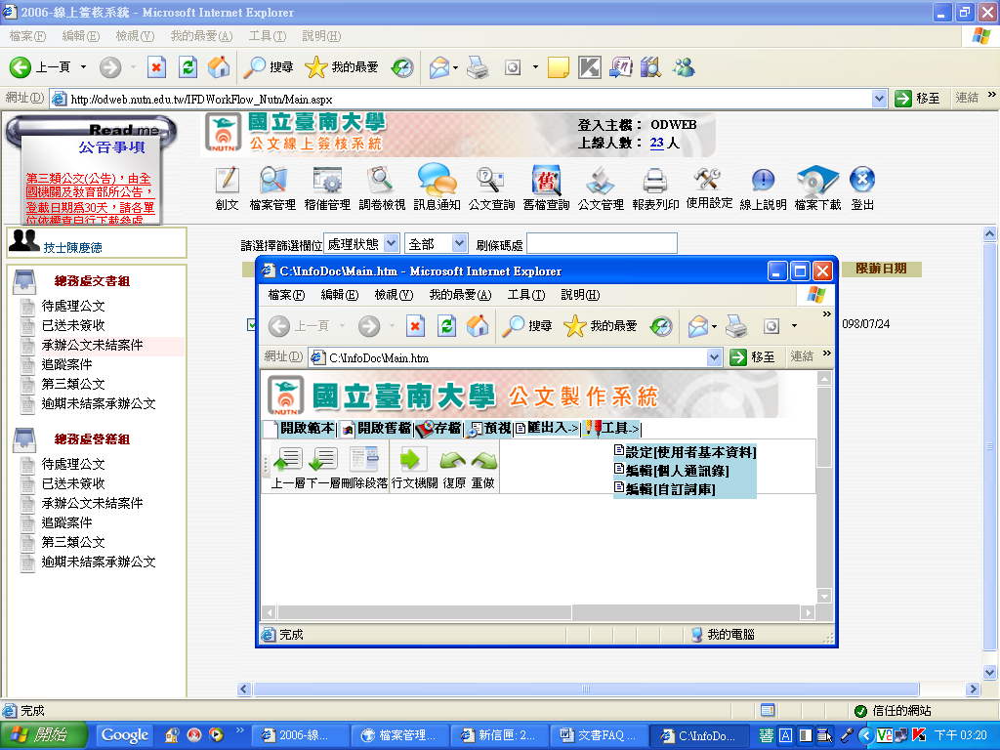 2006-線上簽核系統 - Microsoft Internet Explorer
檔案(F) 編輯(E) 檢視(V) 我的最愛(A) 工具(T) 說明(H)
上一頁 搜尋 我的最愛
網址(D) http://odweb.nutn.edu.tw/IFDWorkFlow_Nutn/Main.aspx 移至 連結 »
Read me
公告事項
第三類公文(公告)，由全
國機關及教育部所公告，
登載日期為30天，請各單
位依權責自行下載參處
NUTN
國立臺南大學
公文線上簽核系統
登入主機： ODWEB
上線人數： 23 人
創文 檔案管理 稽催管理 調卷檢視 訊息通知 公文查詢 舊檔查詢 公文管理 報表列印 使用設定 線上說明 檔案下載 登出
舊
技士陳慶德
請選擇篩選欄位 處理狀態 全部 刷條碼處
限辦日期
098/07/24
總務處文書組
待處理公文
已送未簽收
承辦公文未結案件
追蹤案件
第三類公文
逾期未結案承辦公文
總務處營繕組
待處理公文
已送未簽收
承辦公文未結案件
追蹤案件
第三類公文
逾期未結案承辦公文
C:\InfoDoc\Main.htm - Microsoft Internet Explorer
檔案(F) 編輯(E) 檢視(V) 我的最愛(A) 工具(T) 說明(H)
上一頁 搜尋 我的最愛 »
網址(D) C:\InfoDoc\Main.htm 移至 連結 »
NUTN
國立臺南大學 公文製作系統
開啟範本| 開啟舊檔| 存檔| 預視| 匯出入->| 工具->|
上一層 下一層 刪除段落 行文機關 復原 重做
設定[使用者基本資料]
編輯[個人通訊錄]
編輯[自訂詞庫]
完成 我的電腦
完成 信任的網站
開始 Google » 2006-線... 檔案管理... 新信匣: 2... 文書FAQ ... C:\InfoDo... 下午 03:20